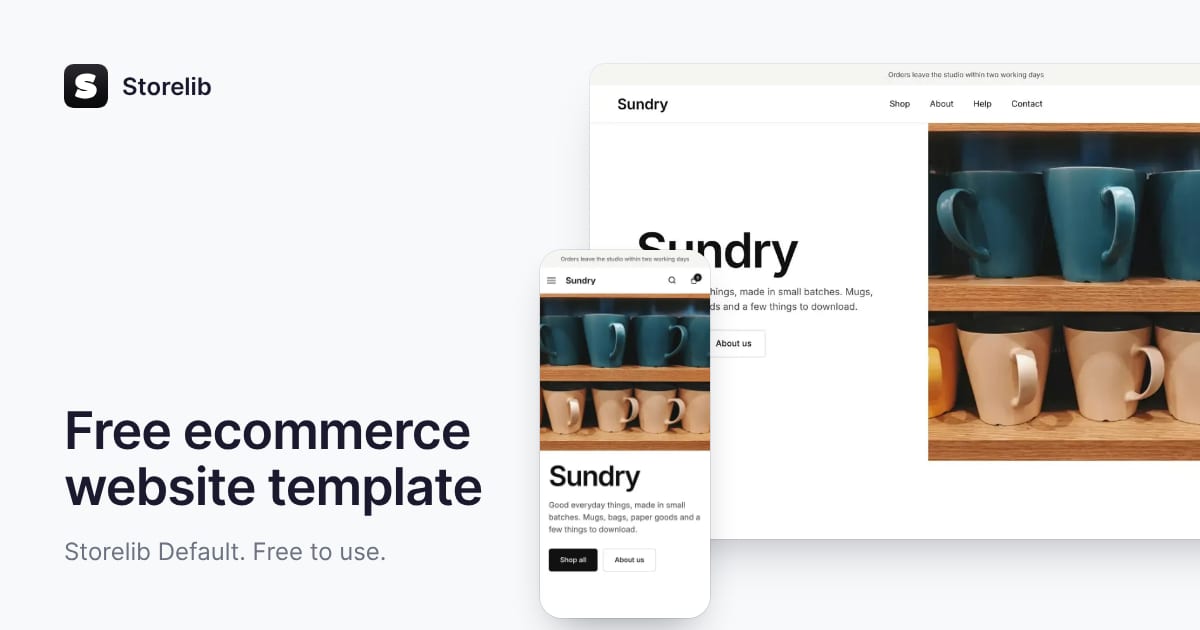 Storelib
Free ecommerce
website template
Storelib Default. Free to use.
Orders leave the studio within two working days
Sundry
Shop
About
Help
Contact
Sundry
hings, made in small batches. Mugs,
ds and a few things to download.
About us
Orders leave the studio within two working days
Sundry
Sundry
Good everyday things, made in small
batches. Mugs, bags, paper goods and a
few things to download.
Shop all
About us